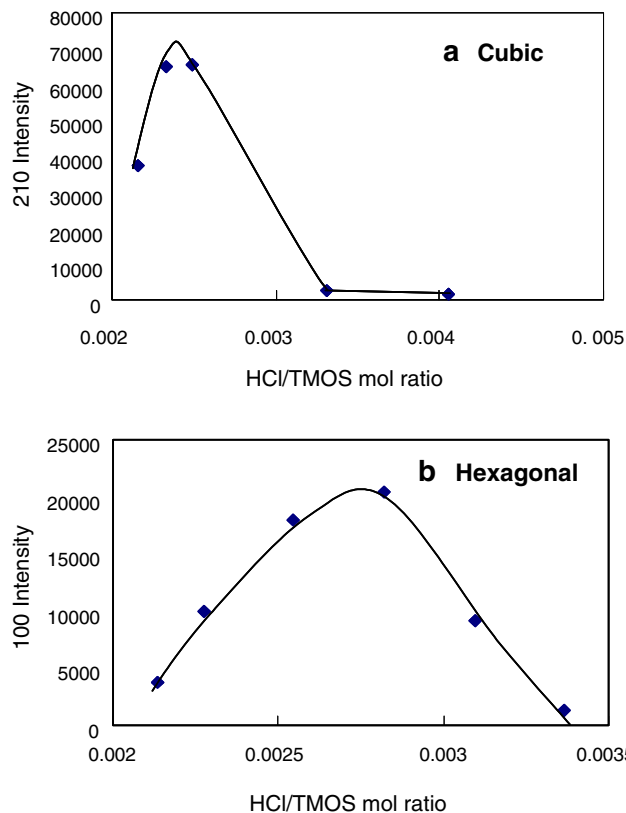 80000
70000
60000
50000
40000
30000
20000
10000
0
210 Intensity
a Cubic
0.002 0.003 0.004 0. 005
HCl/TMOS mol ratio
25000
20000
15000
10000
5000
0
100 Intensity
b Hexagonal
0.002 0.0025 0.003 0.0035
HCl/TMOS mol ratio